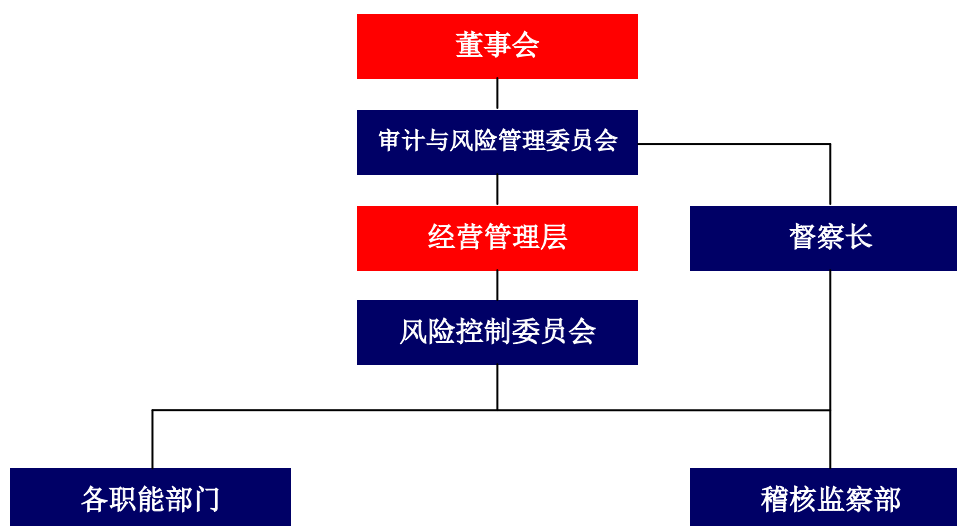 董事会
审计与风险管理委员会
经营管理层
督察长
风险控制委员会
各职能部门
稽核监察部